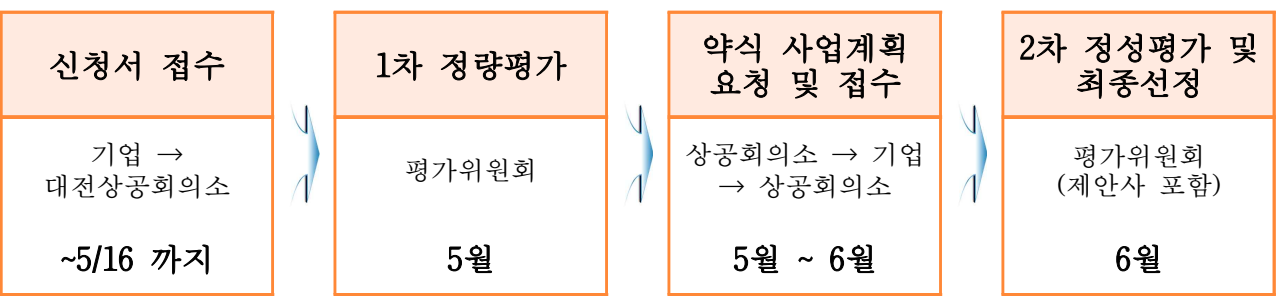 신청서 접수
기업 →
대전상공회의소
~5/16 까지
1차 정량평가
평가위원회
5월
약식 사업계획
요청 및 접수
상공회의소 → 기업
→ 상공회의소
5월 ~ 6월
2차 정성평가 및
최종선정
평가위원회
(제안사 포함)
6월